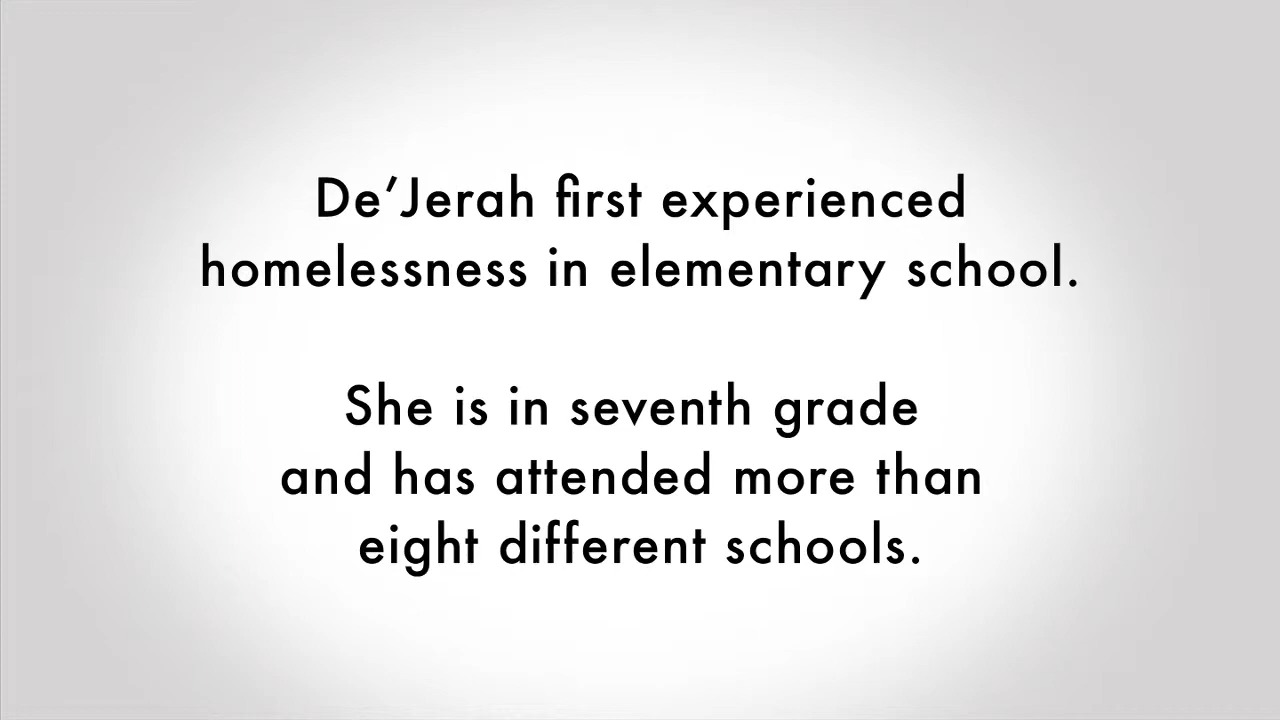 De’Jerah first experienced
homelessness in elementary school.
She is in seventh grade
and has attended more than
eight different schools.